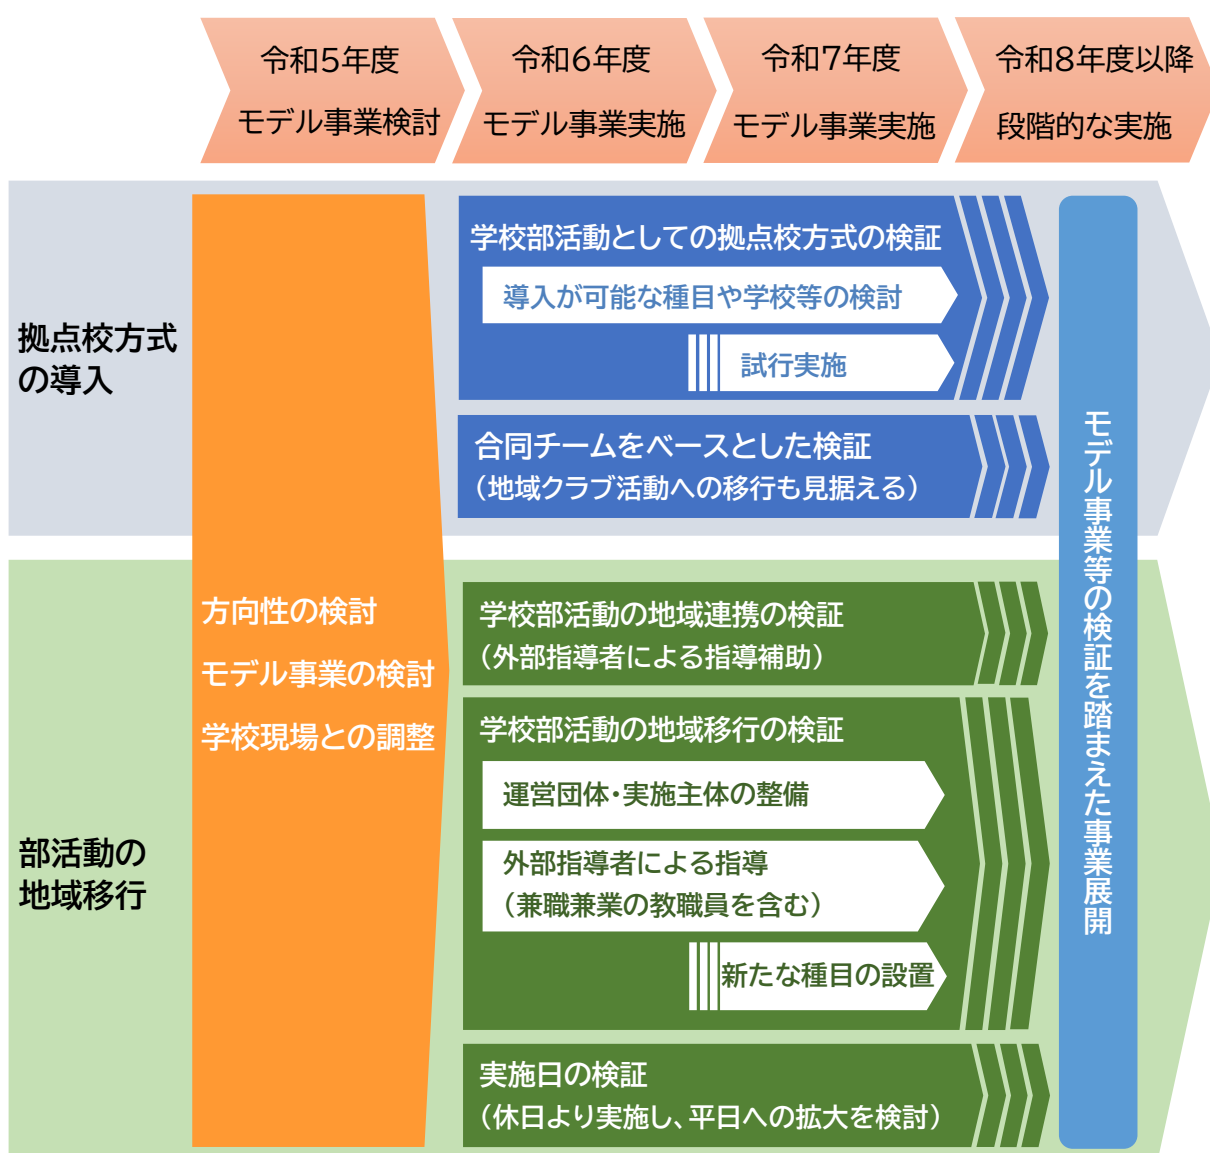 令和5年度
モデル事業検討
令和6年度
モデル事業実施
令和7年度
モデル事業実施
令和8年度以降
段階的な実施
拠点校方式
の導入
方向性の検討
モデル事業の検討
学校現場との調整
学校部活動としての拠点校方式の検証
導入が可能な種目や学校等の検討
試行実施
合同チームをベースとした検証
（地域クラブ活動への移行も見据える）
部活動の
地域移行
学校部活動の地域連携の検証
（外部指導者による指導補助）
学校部活動の地域移行の検証
運営団体・実施主体の整備
外部指導者による指導
（兼職兼業の教職員を含む）
新たな種目の設置
実施日の検証
（休日より実施し、平日への拡大を検討）
モデル事業等の検証を踏まえた事業展開